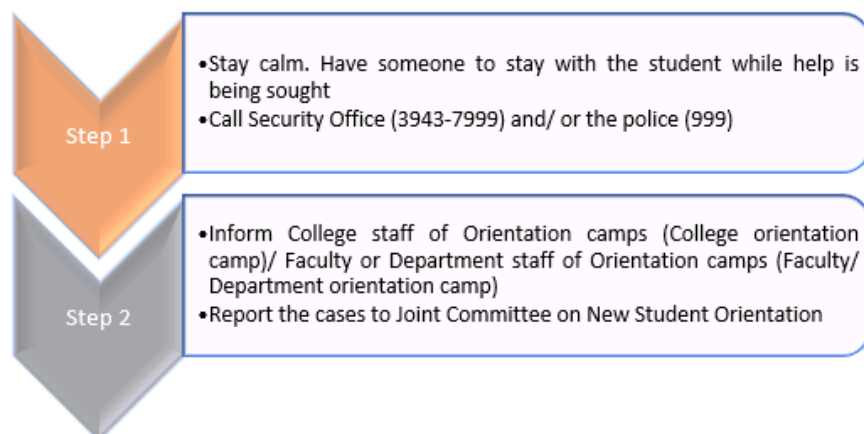 Step 1
•Stay calm. Have someone to stay with the student while help is
being sought
•Call Security Office (3943-7999) and/ or the police (999)
Step 2
•Inform College staff of Orientation camps (College orientation
camp)/ Faculty or Department staff of Orientation camps (Faculty/
Department orientation camp)
•Report the cases to Joint Committee on New Student Orientation